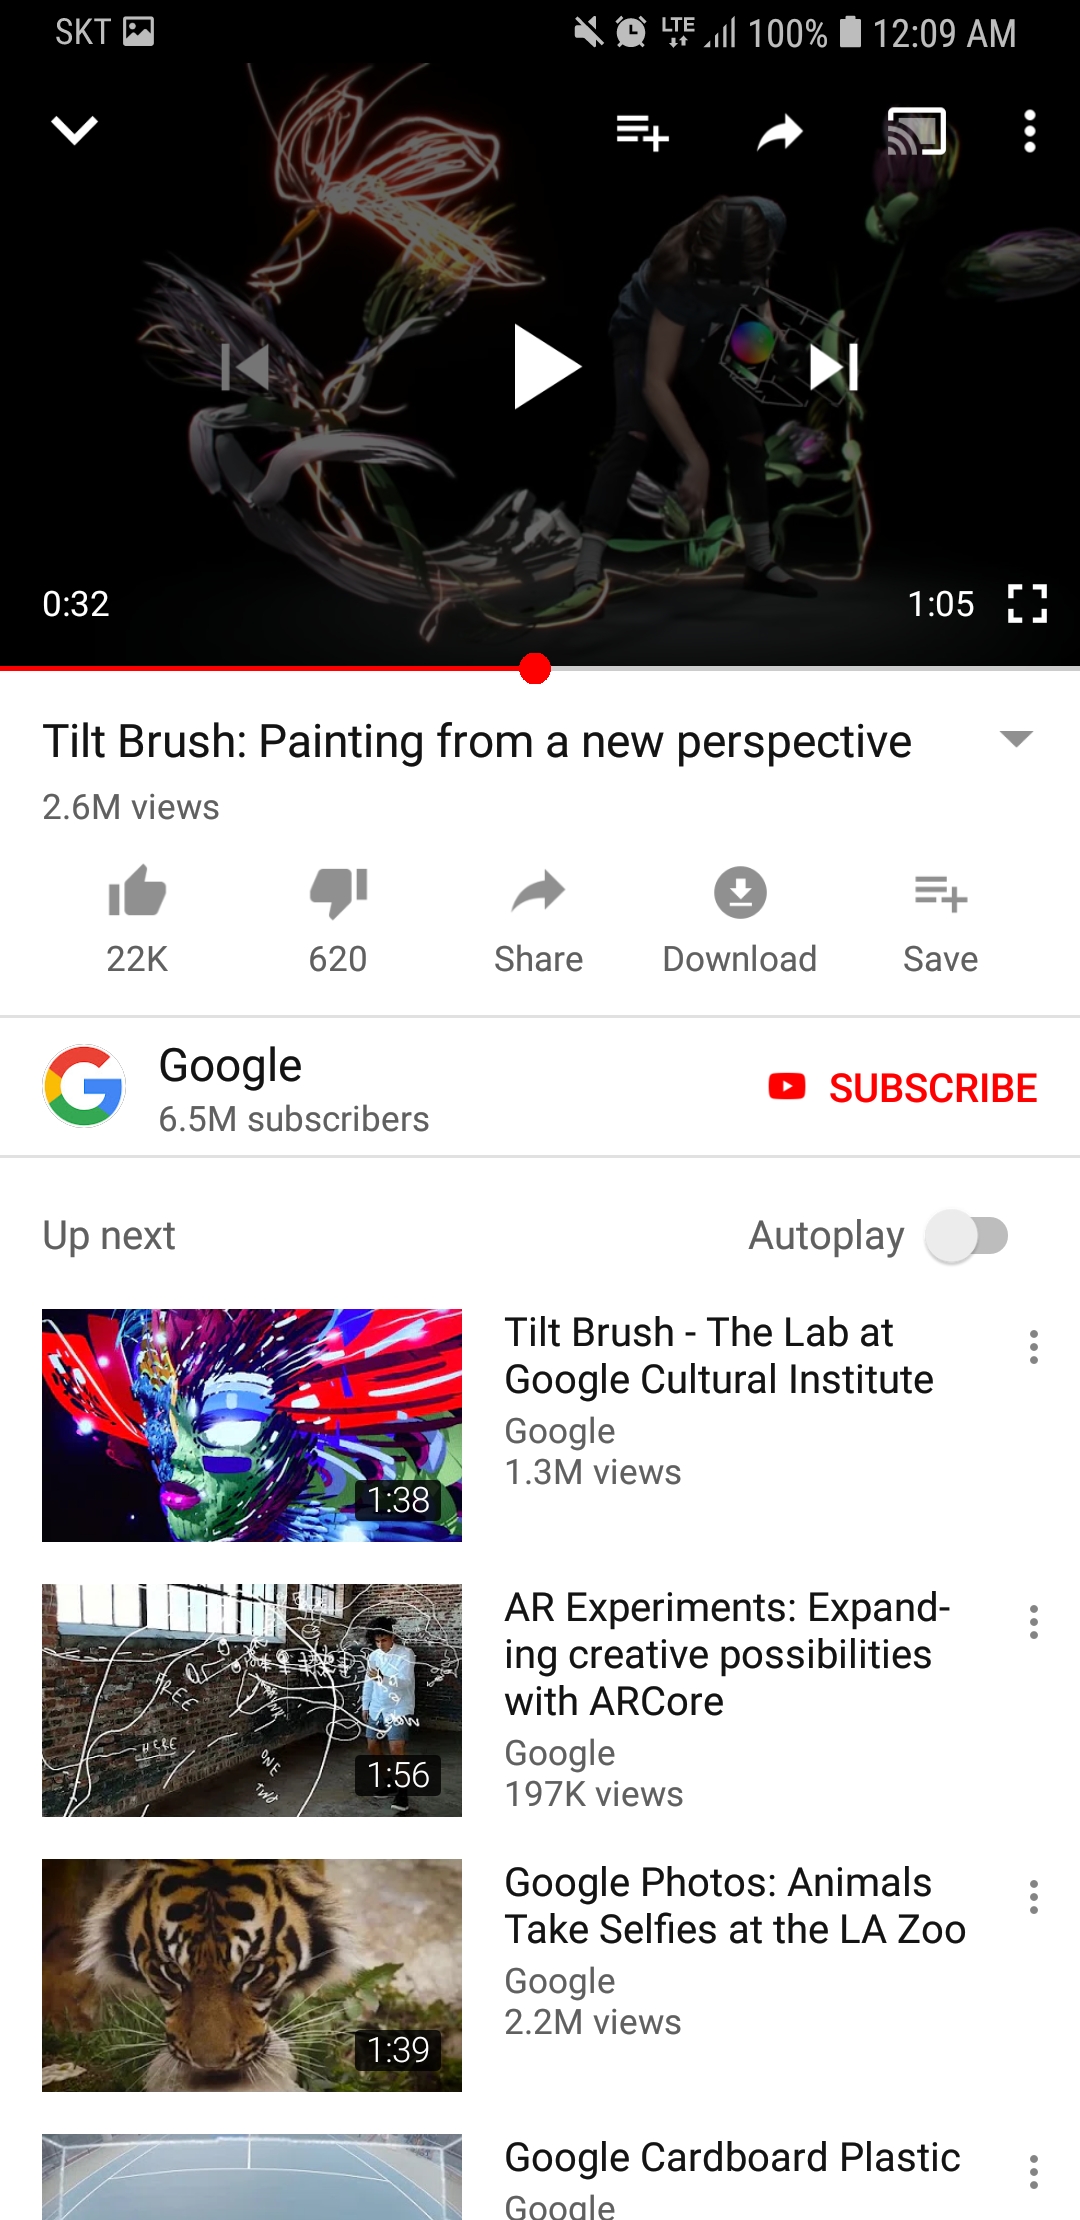 SKT 100% 12:09 AM
LTE
0:32 1:05
Tilt Brush: Painting from a new perspective
2.6M views
22K 620 Share Download Save
Google
6.5M subscribers
SUBSCRIBE
Up next Autoplay
Tilt Brush - The Lab at
Google Cultural Institute
Google
1.3M views
1:38
AR Experiments: Expand-
ing creative possibilities
with ARCore
Google
197K views
FREE
HERE
ONE
TWO
1:56
Google Photos: Animals
Take Selfies at the LA Zoo
Google
2.2M views
1:39
Google Cardboard Plastic
Google